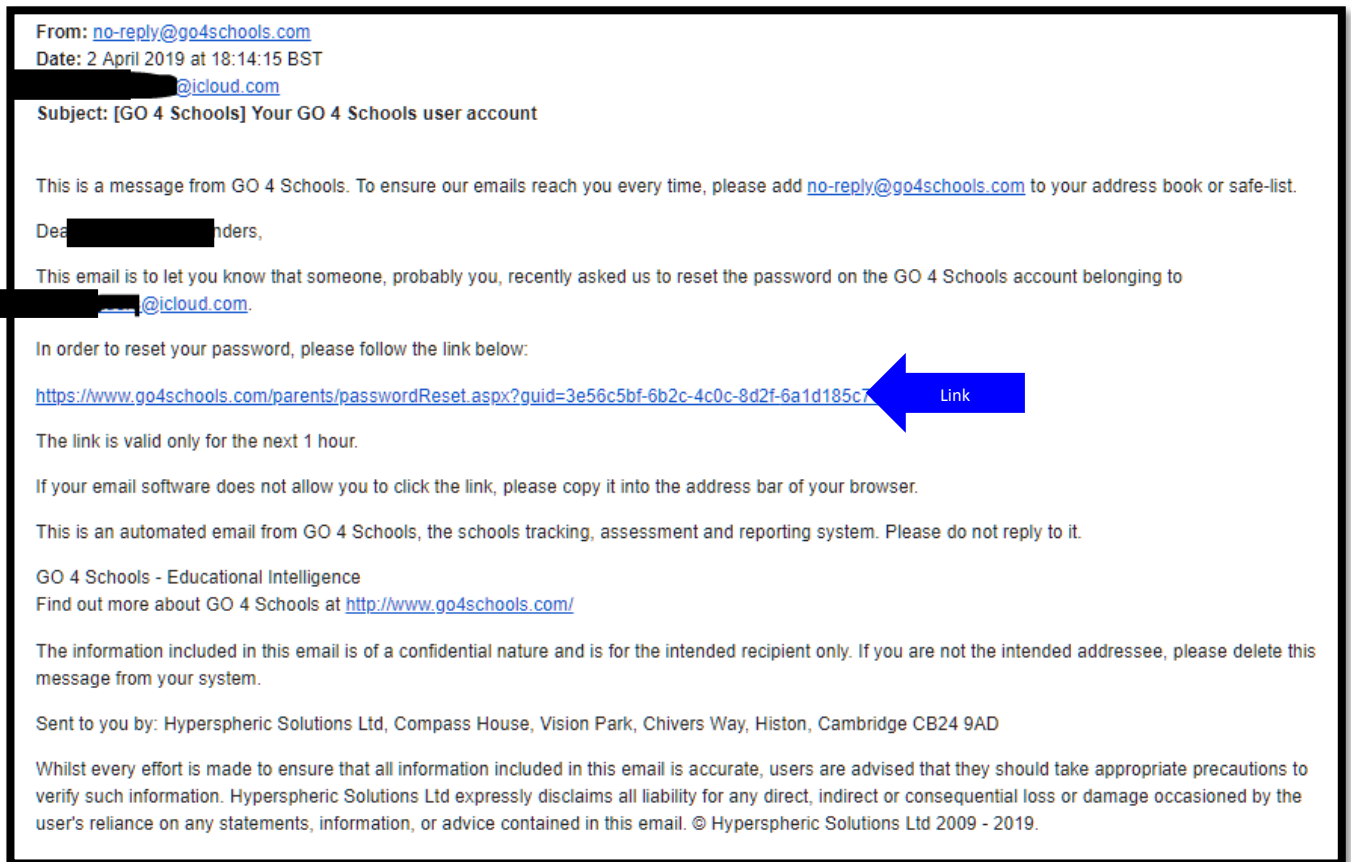 From: no-reply@go4schools.com
Date: 2 April 2019 at 18:14:15 BST
@icloud.com
Subject: [GO 4 Schools] Your GO 4 Schools user account
This is a message from GO 4 Schools. To ensure our emails reach you every time, please add no-reply@go4schools.com to your address book or safe-list.
Dea nders,
This email is to let you know that someone, probably you, recently asked us to reset the password on the GO 4 Schools account belonging to
@icloud.com.
In order to reset your password, please follow the link below:
https://www.go4schools.com/parents/passwordReset.aspx?guid=3e56c5bf-6b2c-4c0c-8d2f-6a1d185c7
Link
The link is valid only for the next 1 hour.
If your email software does not allow you to click the link, please copy it into the address bar of your browser.
This is an automated email from GO 4 Schools, the schools tracking, assessment and reporting system. Please do not reply to it.
GO 4 Schools - Educational Intelligence
Find out more about GO 4 Schools at http://www.go4schools.com/
The information included in this email is of a confidential nature and is for the intended recipient only. If you are not the intended addressee, please delete this
message from your system.
Sent to you by: Hyperspheric Solutions Ltd, Compass House, Vision Park, Chivers Way, Histon, Cambridge CB24 9AD
Whilst every effort is made to ensure that all information included in this email is accurate, users are advised that they should take appropriate precautions to
verify such information. Hyperspheric Solutions Ltd expressly disclaims all liability for any direct, indirect or consequential loss or damage occasioned by the
user's reliance on any statements, information, or advice contained in this email. © Hyperspheric Solutions Ltd 2009 - 2019.